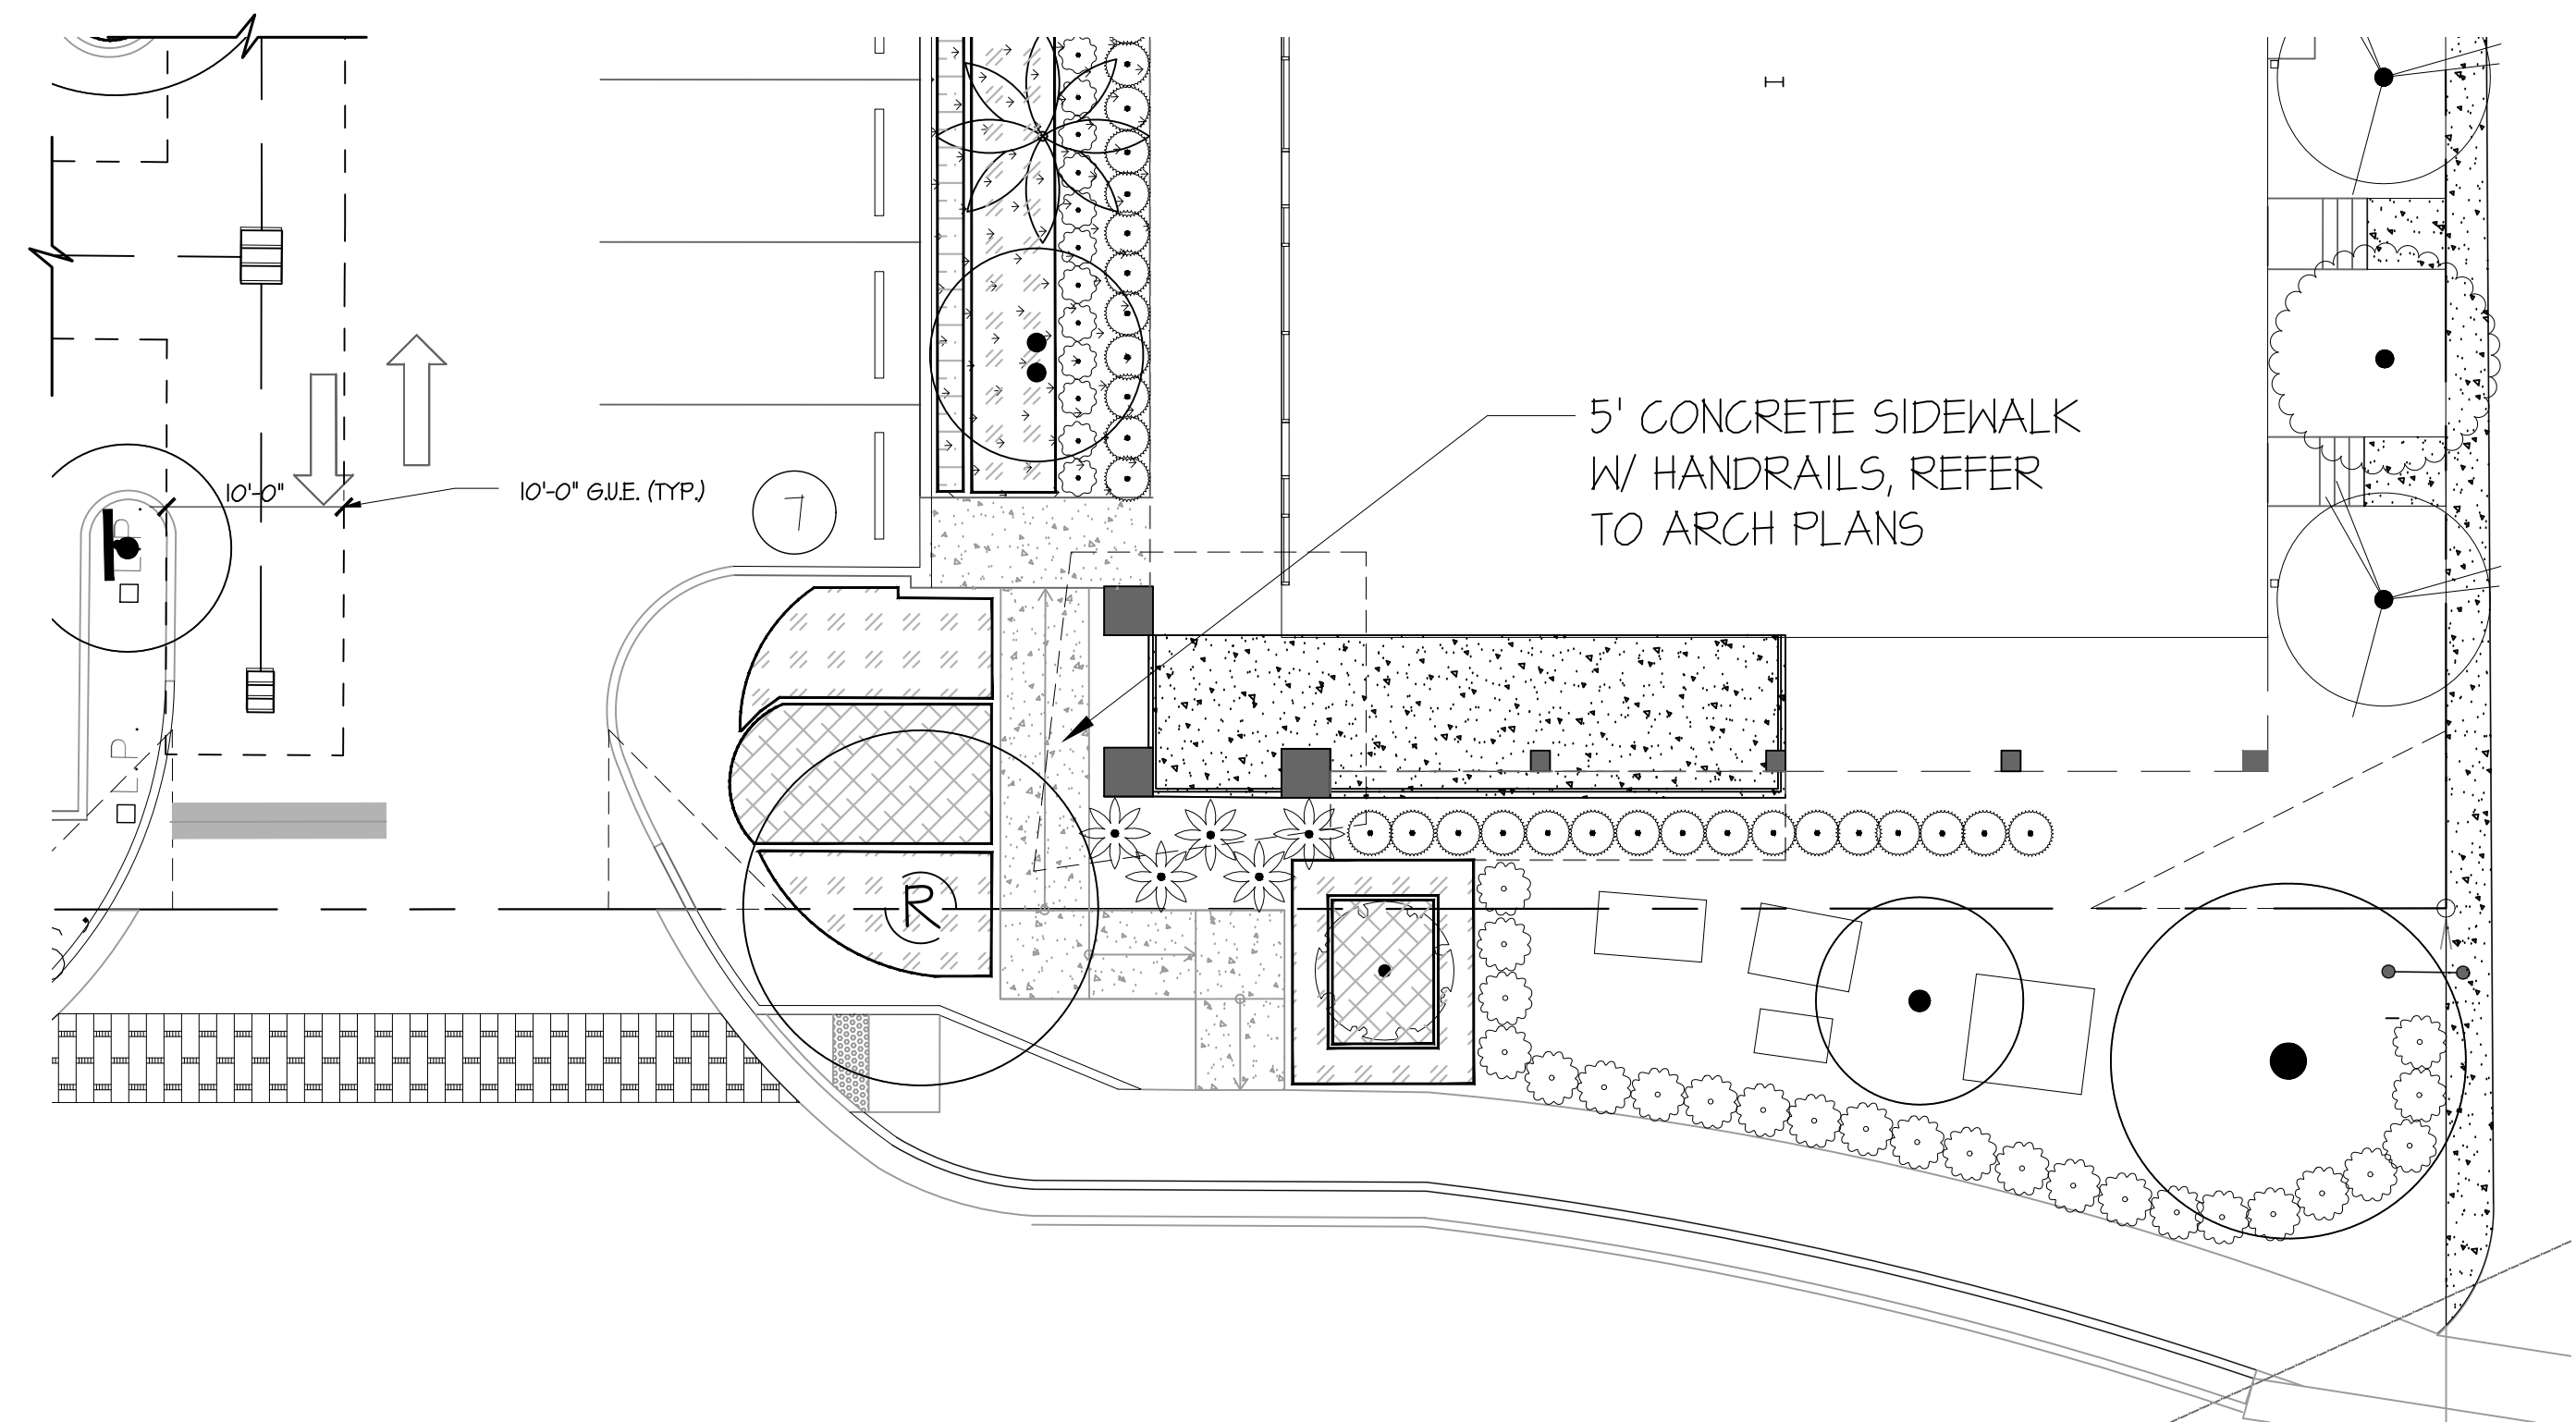 10'-0"
10'-0" G.U.E. (TYP.)
7
5' CONCRETE SIDEWALK
W/ HANDRAILS, REFER
TO ARCH PLANS
R